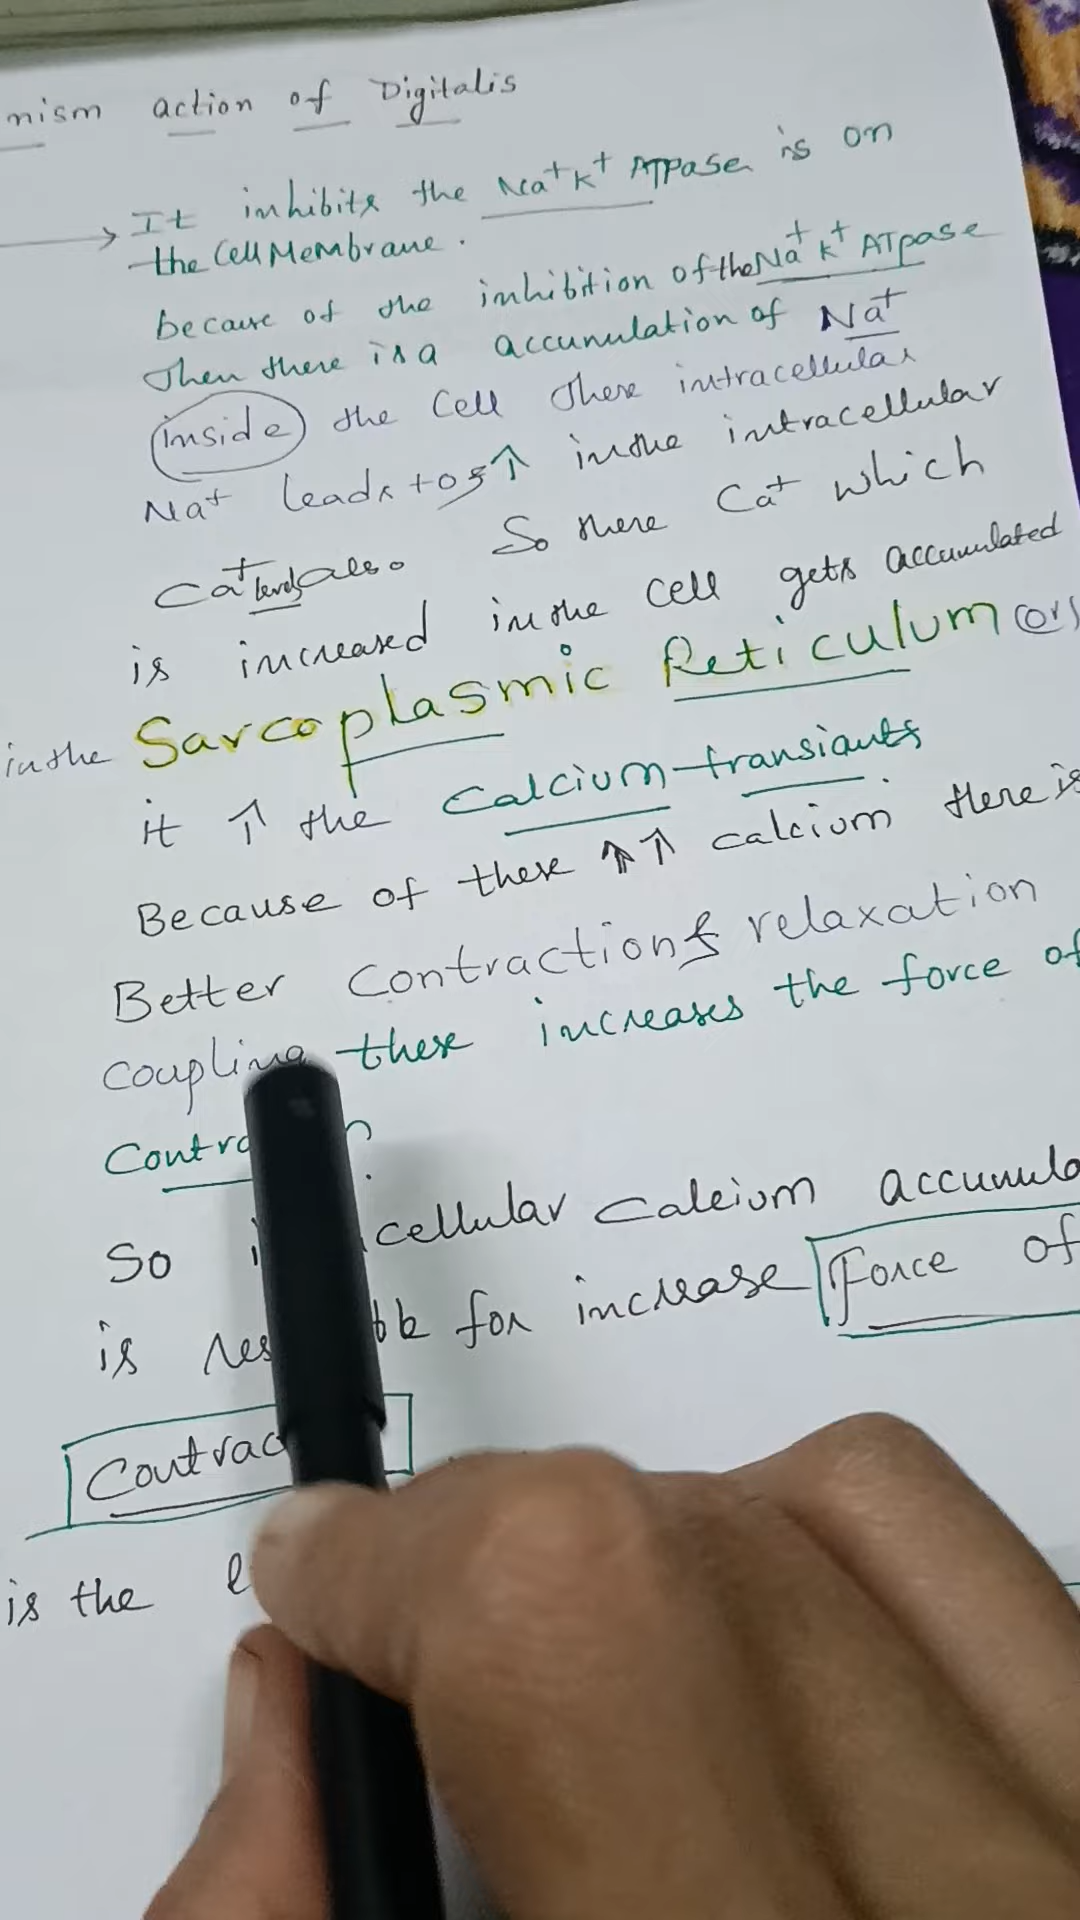 nism action of Digitalis
It inhibits the Na+K+ ATPase is on
the Cell Membrane.
because of the inhibition of the Na+ K+ ATpase
Then there is a accumulation of Na+
inside the Cell These intracellular
Na+ leads to ↑ in the intracellular
Ca+ levels also. So these Ca+ which
is increased in the cell gets accumulated
in the Sarcoplasmic Reticulum (or)
it ↑ the Calcium transiants
Because of these ↑↑ calcium there is
Better Contraction & relaxation
coupling these increases the force of
Contra
So cellular Calcium accumula
is res for increase Force of
Contrac
is the